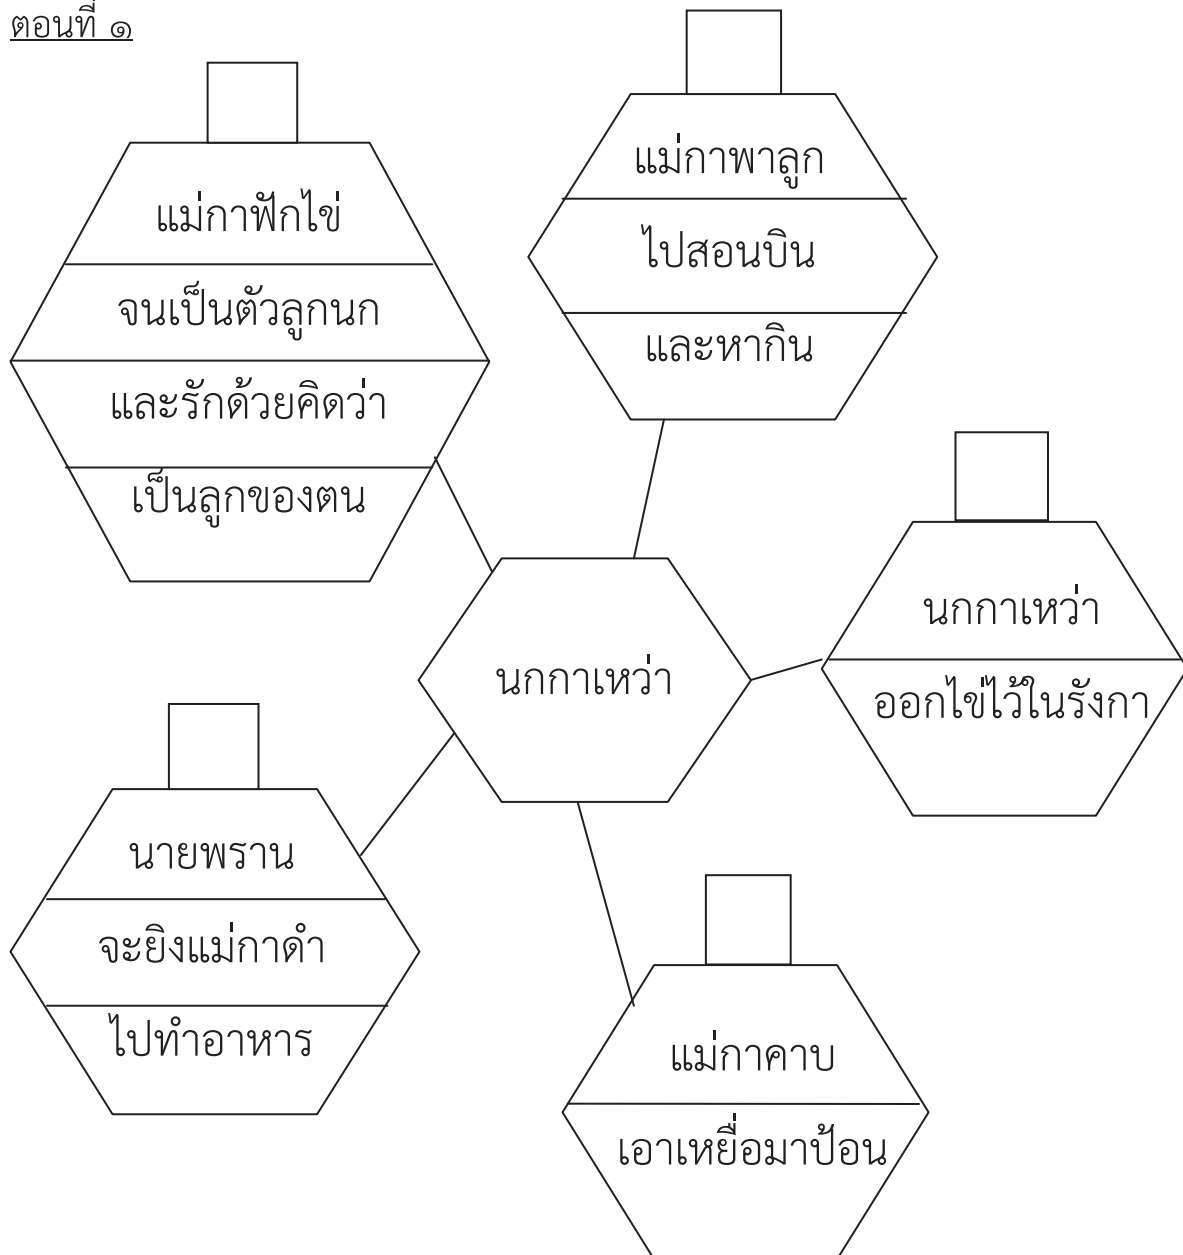 ตอนที่ ๑
แม่กาฟักไข่
จนเป็นตัวลูกนก
และรักด้วยคิดว่า
เป็นลูกของตน
แม่กาพาลูก
ไปสอนบิน
และหากิน
นกกาเหว่า
นกกาเหว่า
ออกไข่ไว้ในรังกา
นายพราน
จะยิงแม่กาดำ
ไปทำอาหาร
แม่กาคาบ
เอาเหยื่อมาป้อน